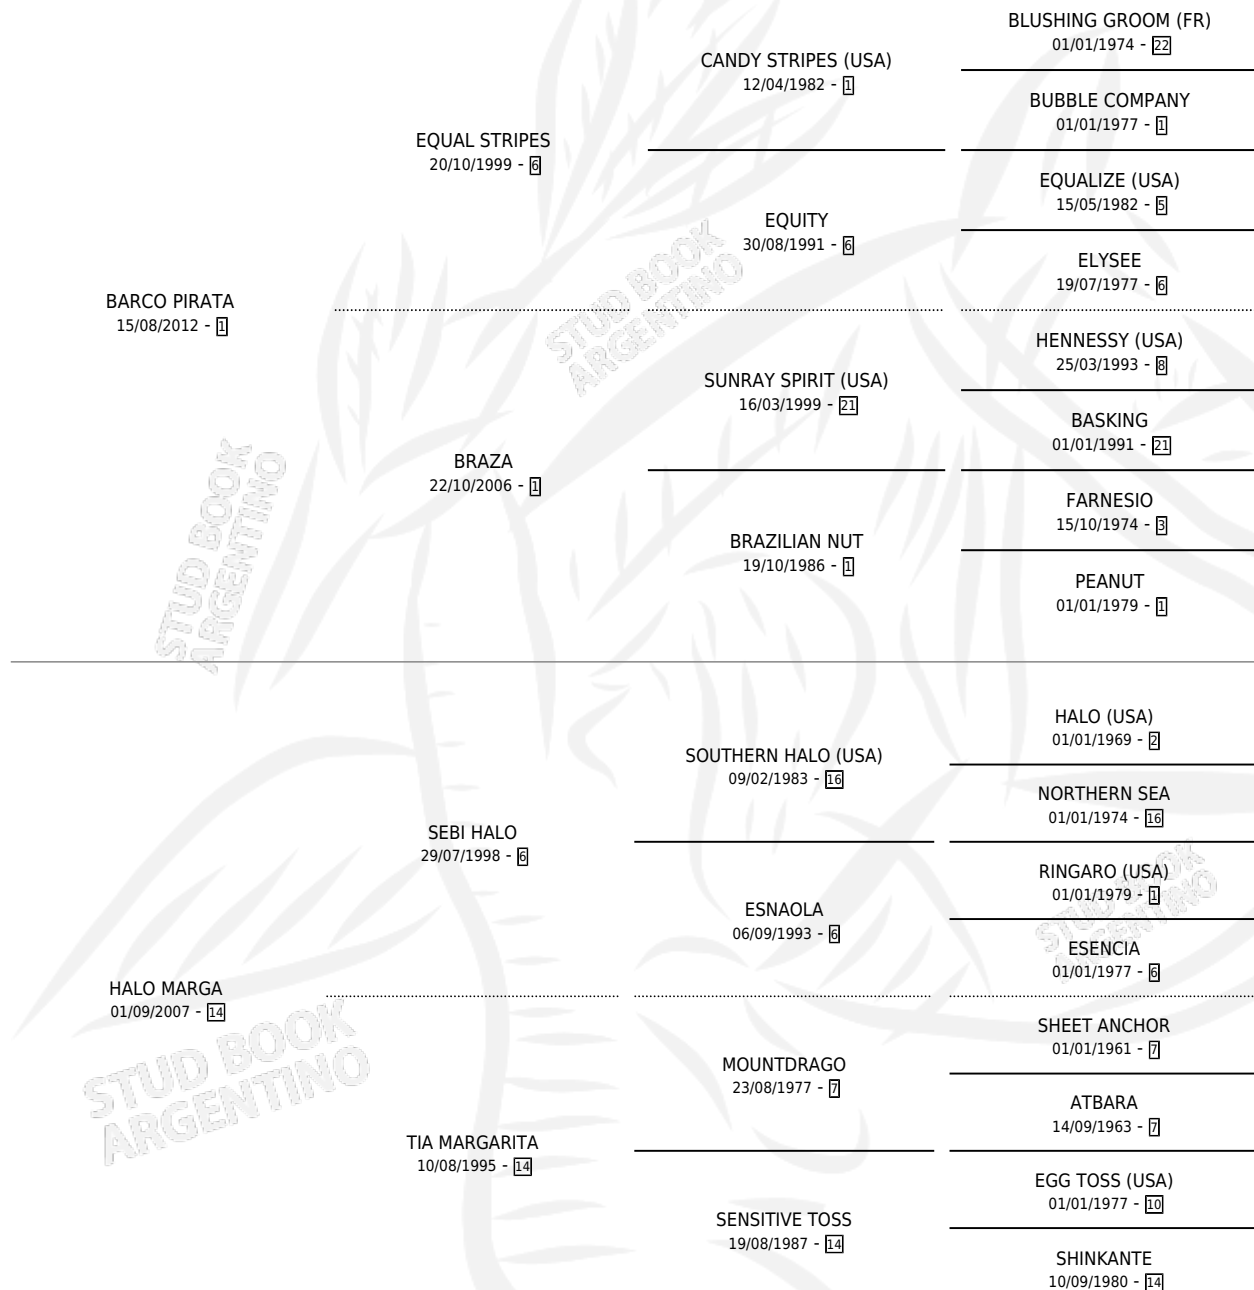 BLUSHING GROOM (FR)
01/01/1974 - 22
CANDY STRIPES (USA)
12/04/1982 - 1
BUBBLE COMPANY
01/01/1977 - 1
EQUAL STRIPES
20/10/1999 - 6
EQUALIZE (USA)
15/05/1982 - 5
EQUITY
30/08/1991 - 6
ELYSEE
19/07/1977 - 6
BARCO PIRATA
15/08/2012 - 1
STUD BOOK
ARGENTINO
HENNESSY (USA)
25/03/1993 - 8
SUNRAY SPIRIT (USA)
16/03/1999 - 21
BASKING
01/01/1991 - 21
BRAZA
22/10/2006 - 1
FARNESIO
15/10/1974 - 3
BRAZILIAN NUT
19/10/1986 - 1
PEANUT
01/01/1979 - 1
STUD BOOK
ARGENTINO
HALO (USA)
01/01/1969 - 2
SOUTHERN HALO (USA)
09/02/1983 - 16
NORTHERN SEA
01/01/1974 - 16
SEBI HALO
29/07/1998 - 6
RINGARO (USA)
01/01/1979 - 1
ESNAOLA
06/09/1993 - 6
ESENCIA
01/01/1977 - 6
STUD BOOK
ARGENTINO
HALO MARGA
01/09/2007 - 14
SHEET ANCHOR
01/01/1961 - 7
MOUNTDRAGO
23/08/1977 - 7
ATBARA
14/09/1963 - 7
STUD BOOK
ARGENTINO
TIA MARGARITA
10/08/1995 - 14
EGG TOSS (USA)
01/01/1977 - 10
SENSITIVE TOSS
19/08/1987 - 14
SHINKANTE
10/09/1980 - 14